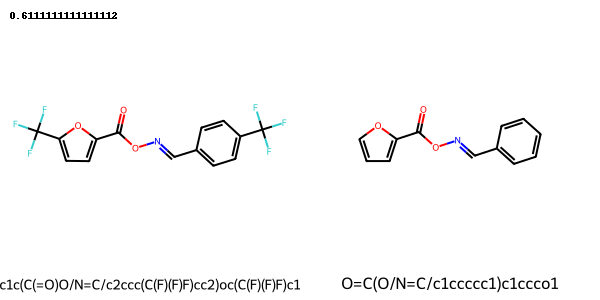 0.6111111111111112
F F F O O O N F F F
O O O N
c1c(C(=O)O/N=C/c2ccc(C(F)(F)F)cc2)oc(C(F)(F)F)c1
O=C(O/N=C/c1ccccc1)c1ccco1